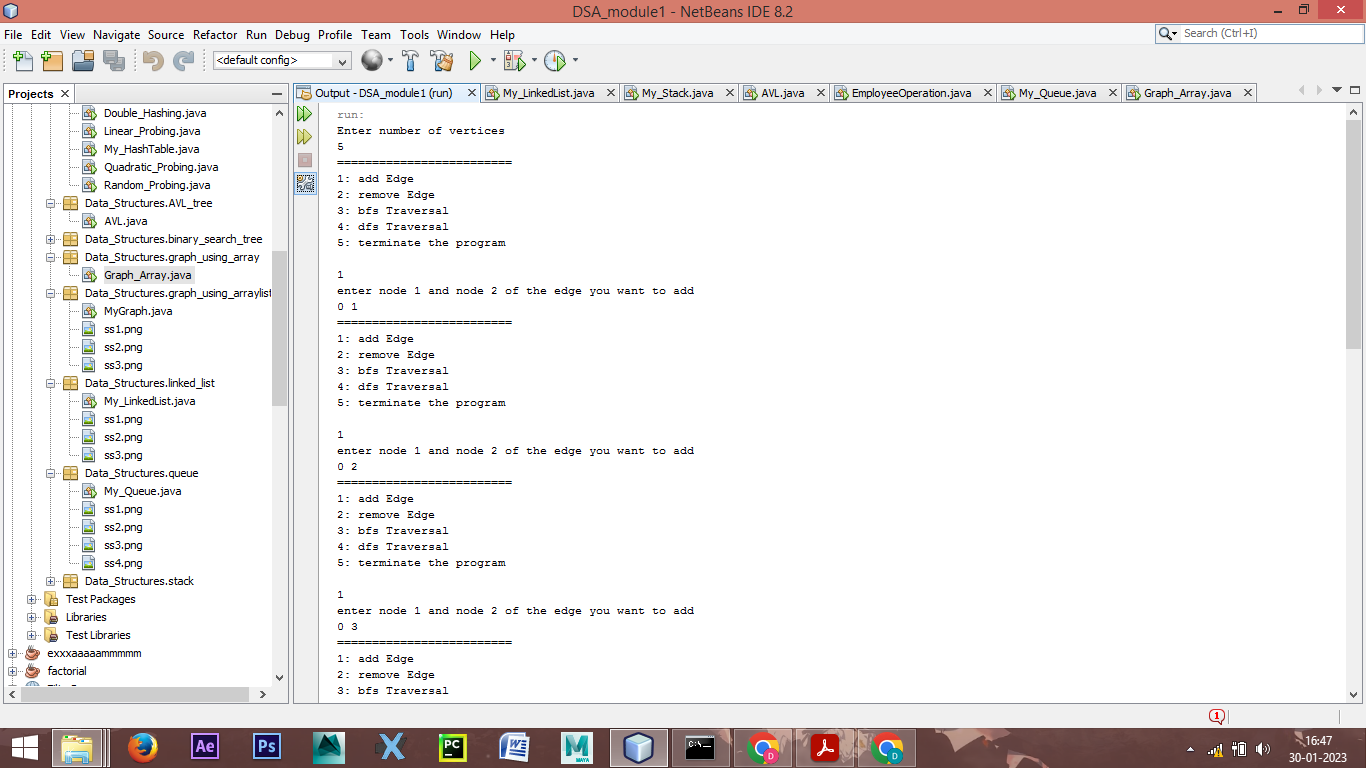 DSA_module1 - NetBeans IDE 8.2
File Edit View Navigate Source Refactor Run Debug Profile Team Tools Window Help
Search (Ctrl+I)
<default config>
Projects
Double_Hashing.java
Linear_Probing.java
My_HashTable.java
Quadratic_Probing.java
Random_Probing.java
Data_Structures.AVL_tree
AVL.java
Data_Structures.binary_search_tree
Data_Structures.graph_using_array
Graph_Array.java
Data_Structures.graph_using_arraylist
MyGraph.java
ss1.png
ss2.png
ss3.png
Data_Structures.linked_list
My_LinkedList.java
ss1.png
ss2.png
ss3.png
Data_Structures.queue
My_Queue.java
ss1.png
ss2.png
ss3.png
ss4.png
Data_Structures.stack
Test Packages
Libraries
Test Libraries
exxxaaaaammmmm
factorial
Output - DSA_module1 (run) My_LinkedList.java My_Stack.java AVL.java EmployeeOperation.java My_Queue.java Graph_Array.java
run:
Enter number of vertices
5
=========================
1: add Edge
2: remove Edge
3: bfs Traversal
4: dfs Traversal
5: terminate the program
1
enter node 1 and node 2 of the edge you want to add
0 1
=========================
1: add Edge
2: remove Edge
3: bfs Traversal
4: dfs Traversal
5: terminate the program
1
enter node 1 and node 2 of the edge you want to add
0 2
=========================
1: add Edge
2: remove Edge
3: bfs Traversal
4: dfs Traversal
5: terminate the program
1
enter node 1 and node 2 of the edge you want to add
0 3
=========================
1: add Edge
2: remove Edge
3: bfs Traversal
1
Ae Ps PC W M MAYA C:\ D D
16:47
30-01-2023